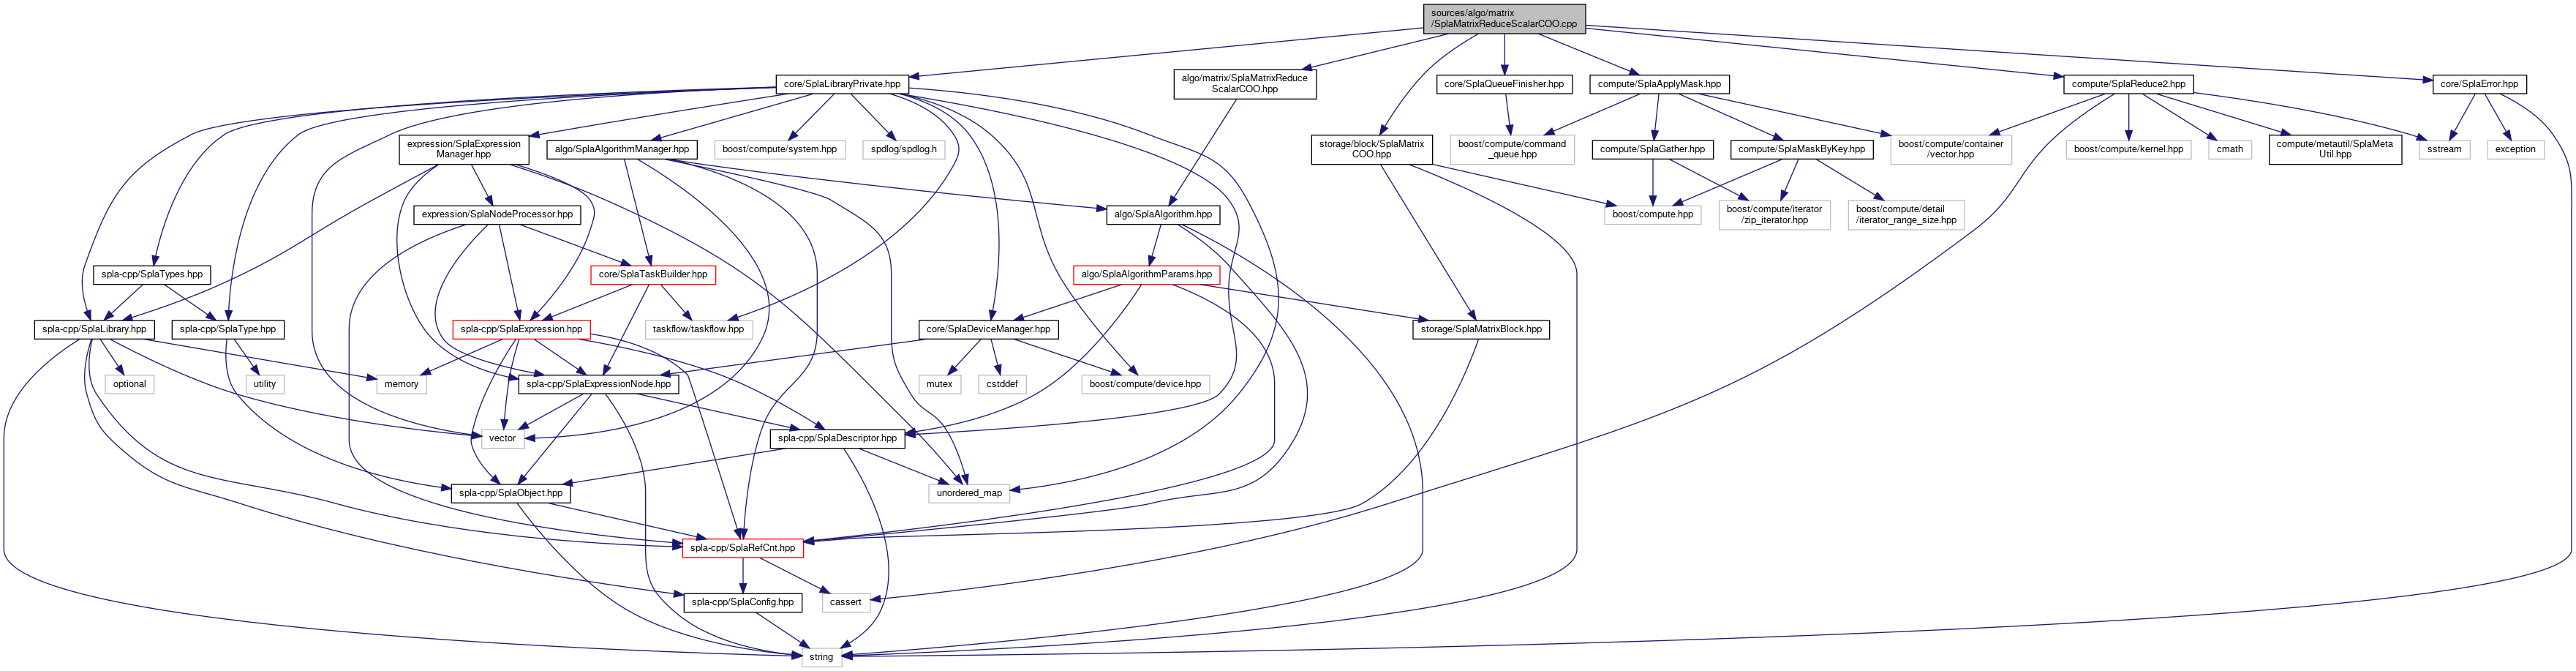 sources/algo/matrix
/SplaMatrixReduceScalarCOO.cpp
core/SplaLibraryPrivate.hpp
algo/matrix/SplaMatrixReduce
ScalarCOO.hpp
core/SplaQueueFinisher.hpp
compute/SplaApplyMask.hpp
compute/SplaReduce2.hpp
core/SplaError.hpp
expression/SplaExpression
Manager.hpp
algo/SplaAlgorithmManager.hpp
boost/compute/system.hpp
spdlog/spdlog.h
storage/block/SplaMatrix
COO.hpp
boost/compute/command
_queue.hpp
compute/SplaGather.hpp
compute/SplaMaskByKey.hpp
boost/compute/container
/vector.hpp
boost/compute/kernel.hpp
cmath
compute/metautil/SplaMeta
Util.hpp
sstream
exception
expression/SplaNodeProcessor.hpp
algo/SplaAlgorithm.hpp
boost/compute.hpp
boost/compute/iterator
/zip_iterator.hpp
boost/compute/detail
/iterator_range_size.hpp
spla-cpp/SplaTypes.hpp
core/SplaTaskBuilder.hpp
algo/SplaAlgorithmParams.hpp
spla-cpp/SplaLibrary.hpp
spla-cpp/SplaType.hpp
spla-cpp/SplaExpression.hpp
taskflow/taskflow.hpp
core/SplaDeviceManager.hpp
storage/SplaMatrixBlock.hpp
optional
utility
memory
spla-cpp/SplaExpressionNode.hpp
mutex
cstddef
boost/compute/device.hpp
vector
spla-cpp/SplaDescriptor.hpp
spla-cpp/SplaObject.hpp
unordered_map
spla-cpp/SplaRefCnt.hpp
spla-cpp/SplaConfig.hpp
cassert
string